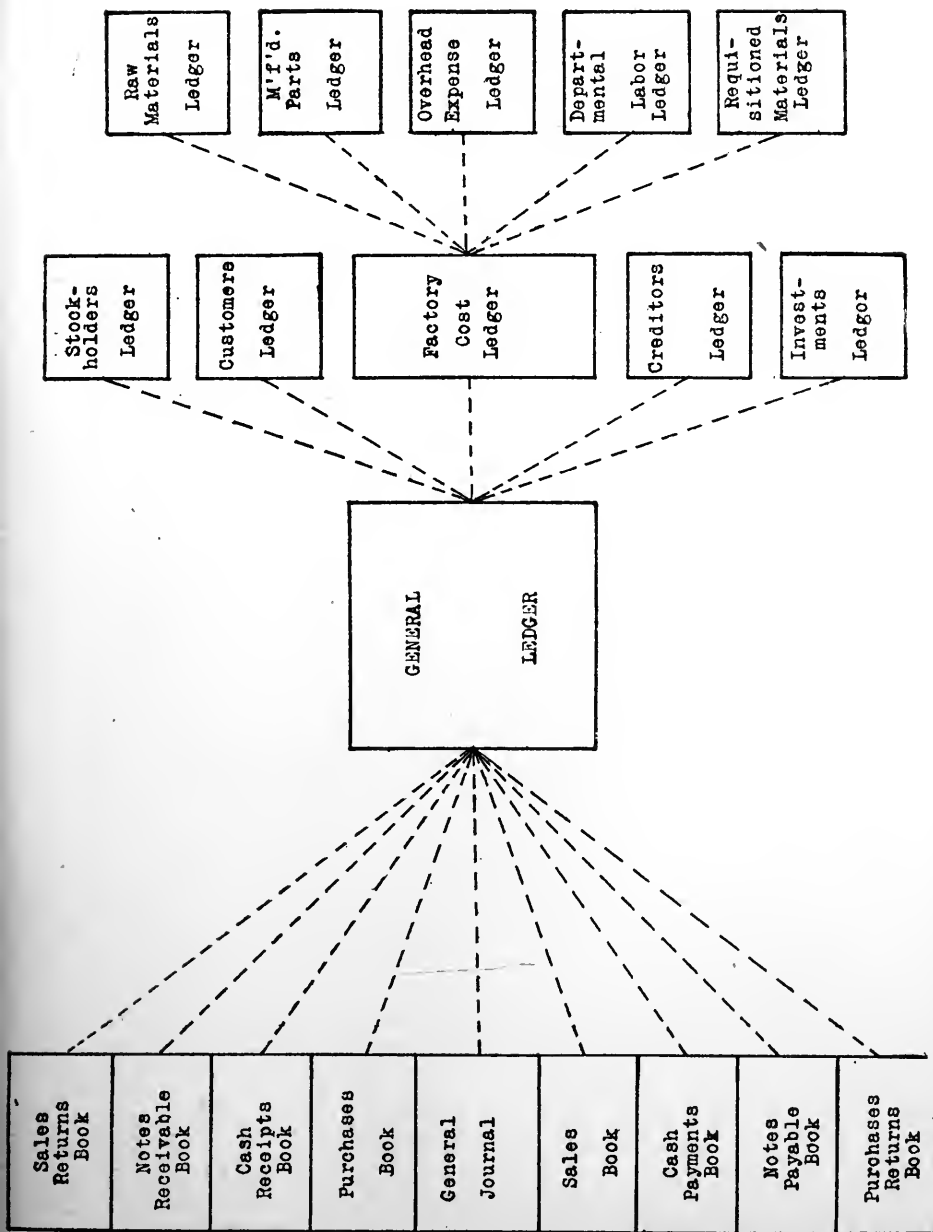 Sales
Returns
Book
Notes
Receivable
Book
Cash
Receipts
Book
Purchases
Book
General
Journal
Sales
Book
Cash
Payments
Book
Notes
Payable
Book
Purchases
Returns
Book
GENERAL
LEDGER
Stock-
holders
Ledger
Customere
Ledger
Factory
Cost
Ledger
Creditors
Ledger
Invest-
ments
Ledgor
Raw
Materials
Ledger
M'f'd.
Parts
Ledger
Overhead
Expense
Ledger
Depart-
mental
Labor
Ledger
Requi-
sitioned
Materials
Ledger